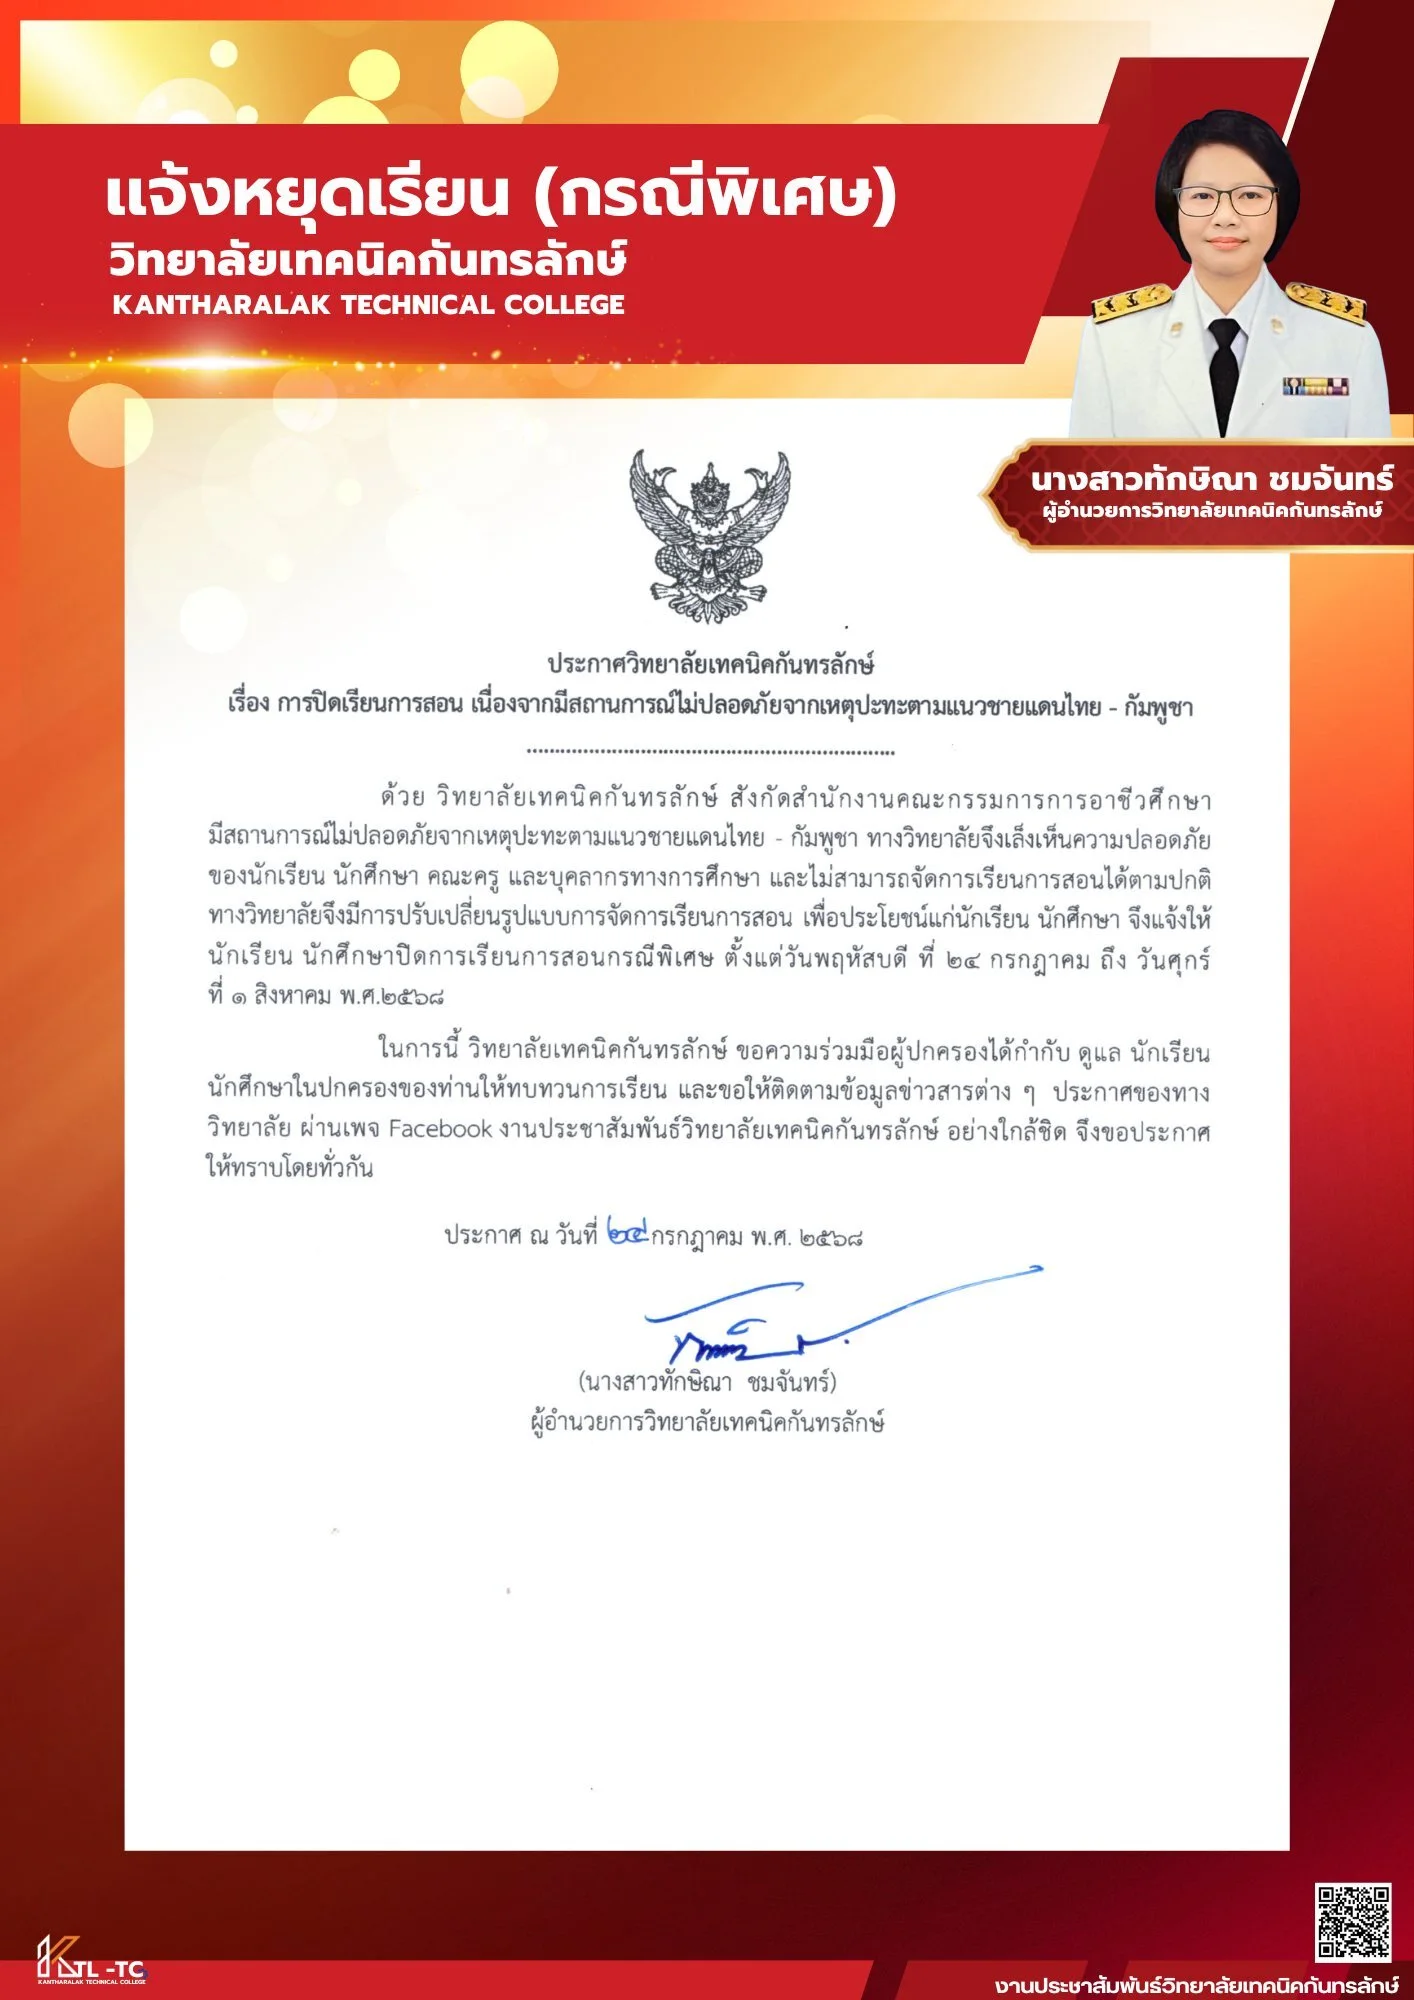 แจ้งหยุดเรียน (กรณีพิเศษ)
วิทยาลัยเทคนิคกันทรลักษ์
KANTHARALAK TECHNICAL COLLEGE
นางสาวทักษิณา ชมจันทร์
ผู้อำนวยการวิทยาลัยเทคนิคกันทรลักษ์
ประกาศวิทยาลัยเทคนิคกันทรลักษ์
เรื่อง การปิดเรียนการสอน เนื่องจากมีสถานการณ์ไม่ปลอดภัยจากเหตุปะทะตามแนวชายแดนไทย - กัมพูชา
ด้วย วิทยาลัยเทคนิคกันทรลักษ์ สังกัดสำนักงานคณะกรรมการการอาชีวศึกษา
มีสถานการณ์ไม่ปลอดภัยจากเหตุปะทะตามแนวชายแดนไทย - กัมพูชา ทางวิทยาลัยจึงเล็งเห็นความปลอดภัย
ของนักเรียน นักศึกษา คณะครู และบุคลากรทางการศึกษา และไม่สามารถจัดการเรียนการสอนได้ตามปกติ
ทางวิทยาลัยจึงมีการปรับเปลี่ยนรูปแบบการจัดการเรียนการสอน เพื่อประโยชน์แก่นักเรียน นักศึกษา จึงแจ้งให้
นักเรียน นักศึกษาปิดการเรียนการสอนกรณีพิเศษ ตั้งแต่วันพฤหัสบดี ที่ ๒๔ กรกฎาคม ถึง วันศุกร์
ที่ ๑ สิงหาคม พ.ศ.๒๕๖๘
ในการนี้ วิทยาลัยเทคนิคกันทรลักษ์ ขอความร่วมมือผู้ปกครองได้กำกับ ดูแล นักเรียน
นักศึกษาในปกครองของท่านให้ทบทวนการเรียน และขอให้ติดตามข้อมูลข่าวสารต่าง ๆ ประกาศของทาง
วิทยาลัย ผ่านเพจ Facebook งานประชาสัมพันธ์วิทยาลัยเทคนิคกันทรลักษ์ อย่างใกล้ชิด จึงขอประกาศ
ให้ทราบโดยทั่วกัน
ประกาศ ณ วันที่ ๒๔ กรกฎาคม พ.ศ. ๒๕๖๘
(นางสาวทักษิณา ชมจันทร์)
ผู้อำนวยการวิทยาลัยเทคนิคกันทรลักษ์
KTL -TC
KANTHARALAK TECHNICAL COLLEGE
งานประชาสัมพันธ์วิทยาลัยเทคนิคกันทรลักษ์